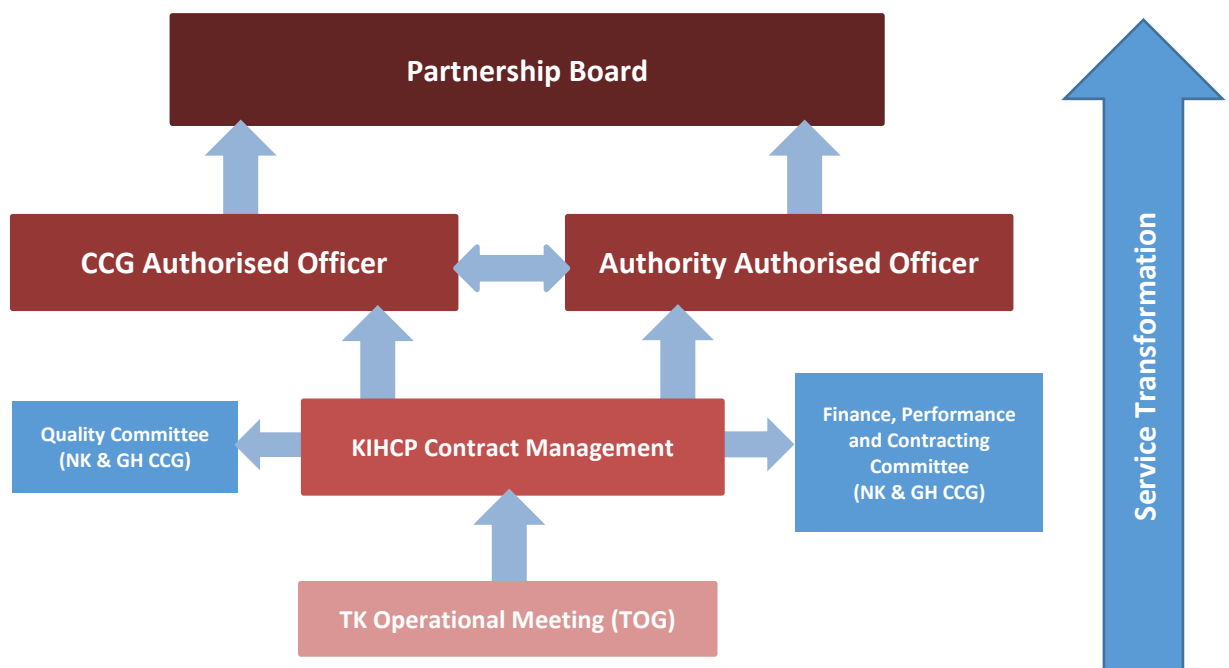 Partnership Board
CCG Authorised Officer
Authority Authorised Officer
Quality Committee
(NK & GH CCG)
KIHCP Contract Management
Finance, Performance
and Contracting
Committee
(NK & GH CCG)
TK Operational Meeting (TOG)
Service Transformation